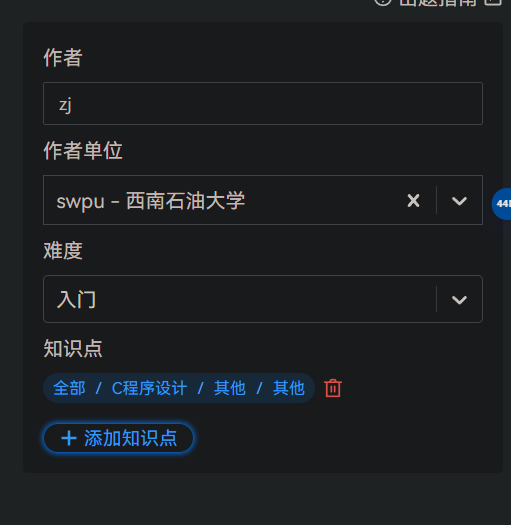 出题指南
作者
zj
作者单位
swpu - 西南石油大学
44
难度
入门
知识点
全部 / C程序设计 / 其他 / 其他
+ 添加知识点